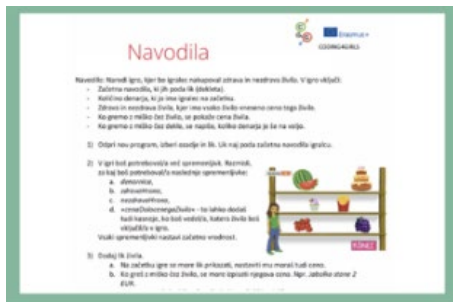 Erasmus+
CODING4GIRLS
Navodila
Navodilo: Naredi igro, kjer bo igralec nakupoval zdrava in nezdrava živila. V igro vključi:
- Začetna navodila, ki jih poda lik (dekleta).
- Količino denarja, ki jo ima igralec na začetku.
- Zdrava in nezdrava živila, kjer ima vsako živilo vneseno ceno tega živila.
- Ko gremo z miško čez živilo, se pokaže cena živila.
- Ko gremo z miško čez dekle, se napiše, koliko denarja je še na voljo.
1) Odpri nov program, izberi ozadje in lik. Lik naj poda začetna navodila igralcu.
2) V igri boš potreboval/a več spremenljivk. Razmisli,
za kaj boš potreboval/a naslednje spremenljivke:
a. denarnica,
b. zdravaHrana,
c. nezdravaHrana,
d. «cenaDolocenegaZivila» - to lahko dodaš
tudi kasneje, ko boš vedel/a, katera živila boš
vključil/a v igro.
Vsaki spremenljivki nastavi začetno vrednost.
KONEC
3) Dodaj lik živila.
a. Na začetku igre se mora lik prikazati, nastaviti mu moraš tudi ceno.
b. Ko greš z miško čez živilo, se mora izpisati njegova cena. Npr. Jabolko stane 2
EUR.